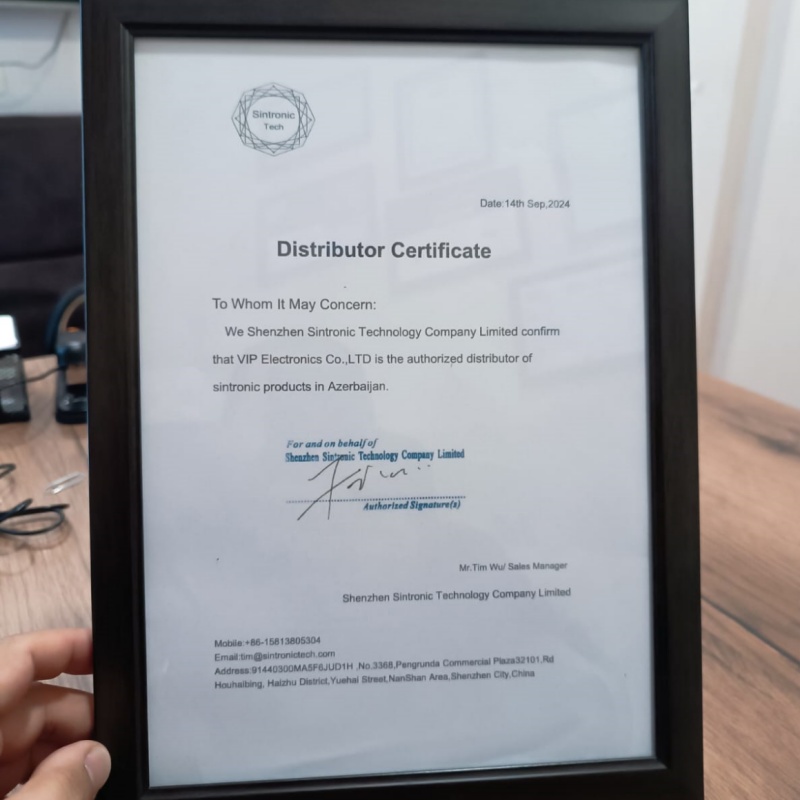 Sintronic
Tech
Date:14th Sep,2024
Distributor Certificate
To Whom It May Concern:
We Shenzhen Sintronic Technology Company Limited confirm
that VIP Electronics Co.,LTD is the authorized distributor of
sintronic products in Azerbaijan.
For and on behalf of
Shenzhen Sintronic Technology Company Limited
Authorized Signature(s)
Mr.Tim Wu/ Sales Manager
Shenzhen Sintronic Technology Company Limited
Mobile:+86-15813805304
Email:tim@sintronictech.com
Address:91440300MA5F6JUD1H ,No.3368,Pengrunda Commercial Plaza32101,Rd
Houhaibing, Haizhu District,Yuehai Street,NanShan Area,Shenzhen City,China